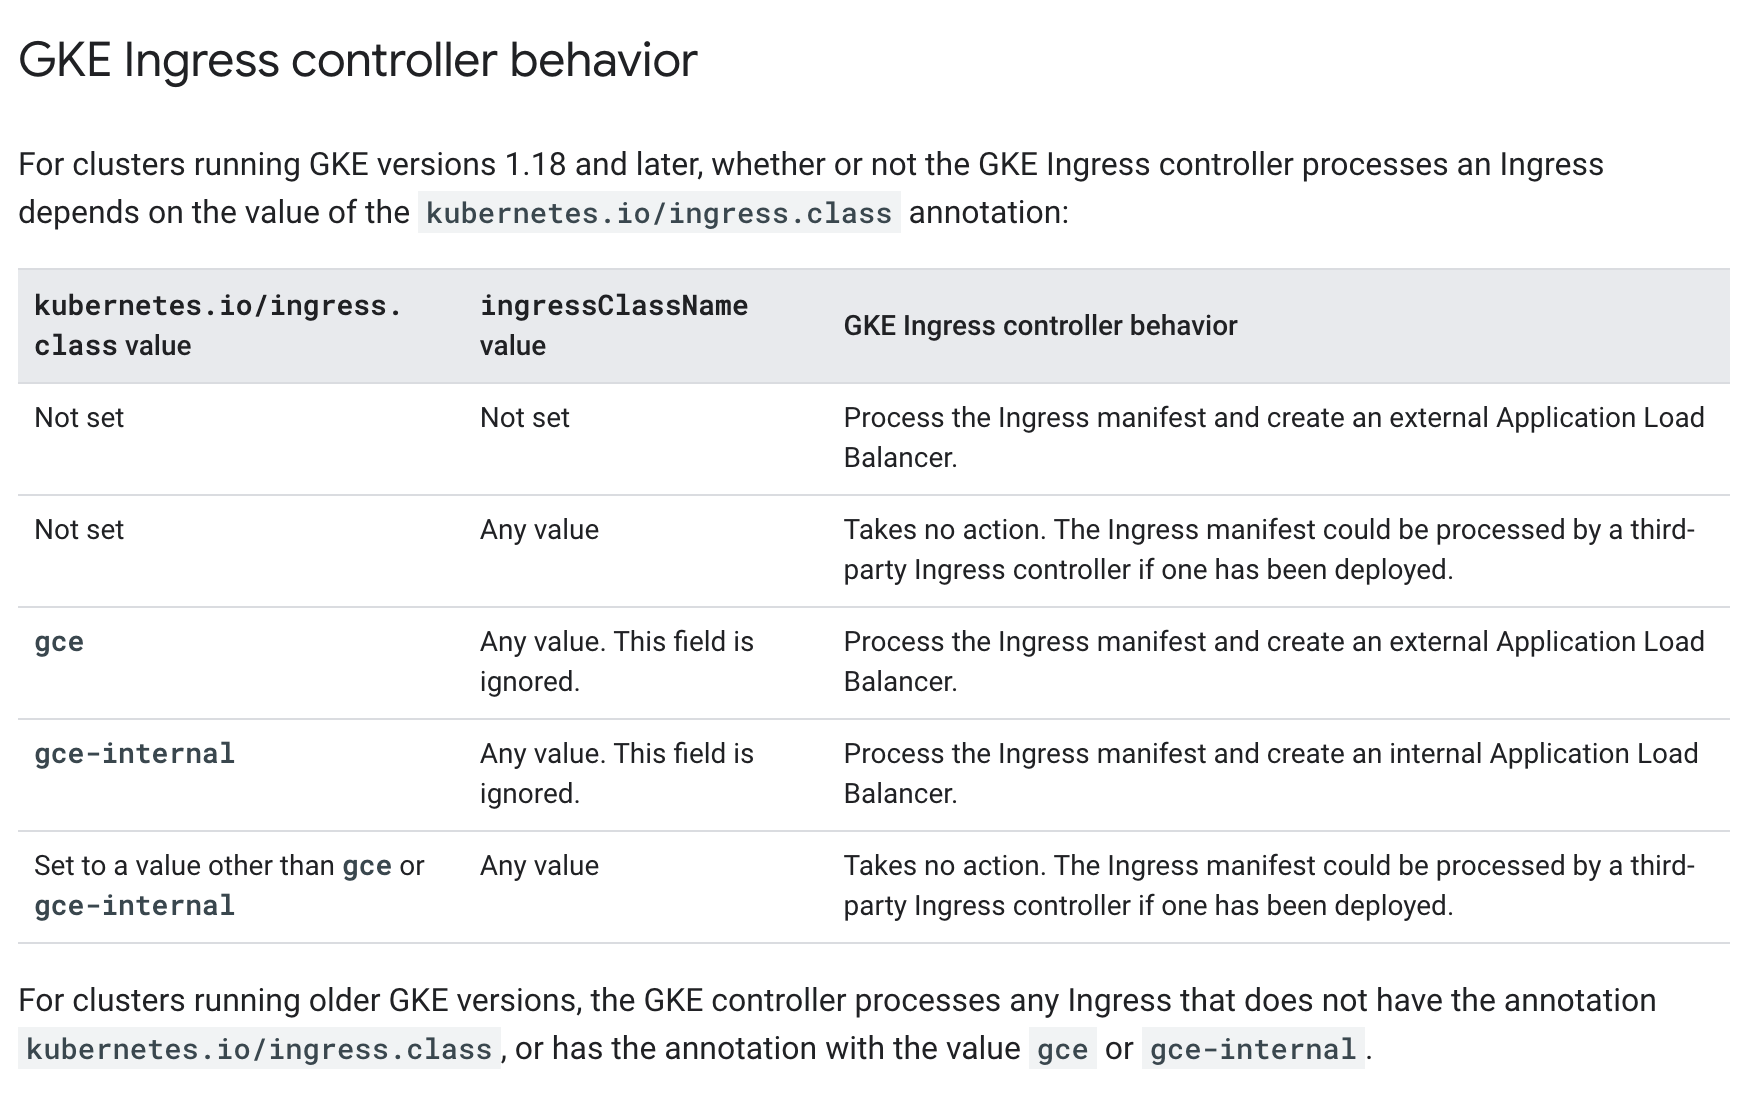 GKE Ingress controller behavior
For clusters running GKE versions 1.18 and later, whether or not the GKE Ingress controller processes an Ingress
depends on the value of the kubernetes.io/ingress.class annotation:
kubernetes.io/ingress.
class value
ingressClassName
value
GKE Ingress controller behavior
Not set
Not set
Process the Ingress manifest and create an external Application Load
Balancer.
Not set
Any value
Takes no action. The Ingress manifest could be processed by a third-
party Ingress controller if one has been deployed.
gce
Any value. This field is
ignored.
Process the Ingress manifest and create an external Application Load
Balancer.
gce-internal
Any value. This field is
ignored.
Process the Ingress manifest and create an internal Application Load
Balancer.
Set to a value other than gce or
gce-internal
Any value
Takes no action. The Ingress manifest could be processed by a third-
party Ingress controller if one has been deployed.
For clusters running older GKE versions, the GKE controller processes any Ingress that does not have the annotation
kubernetes.io/ingress.class, or has the annotation with the value gce or gce-internal.